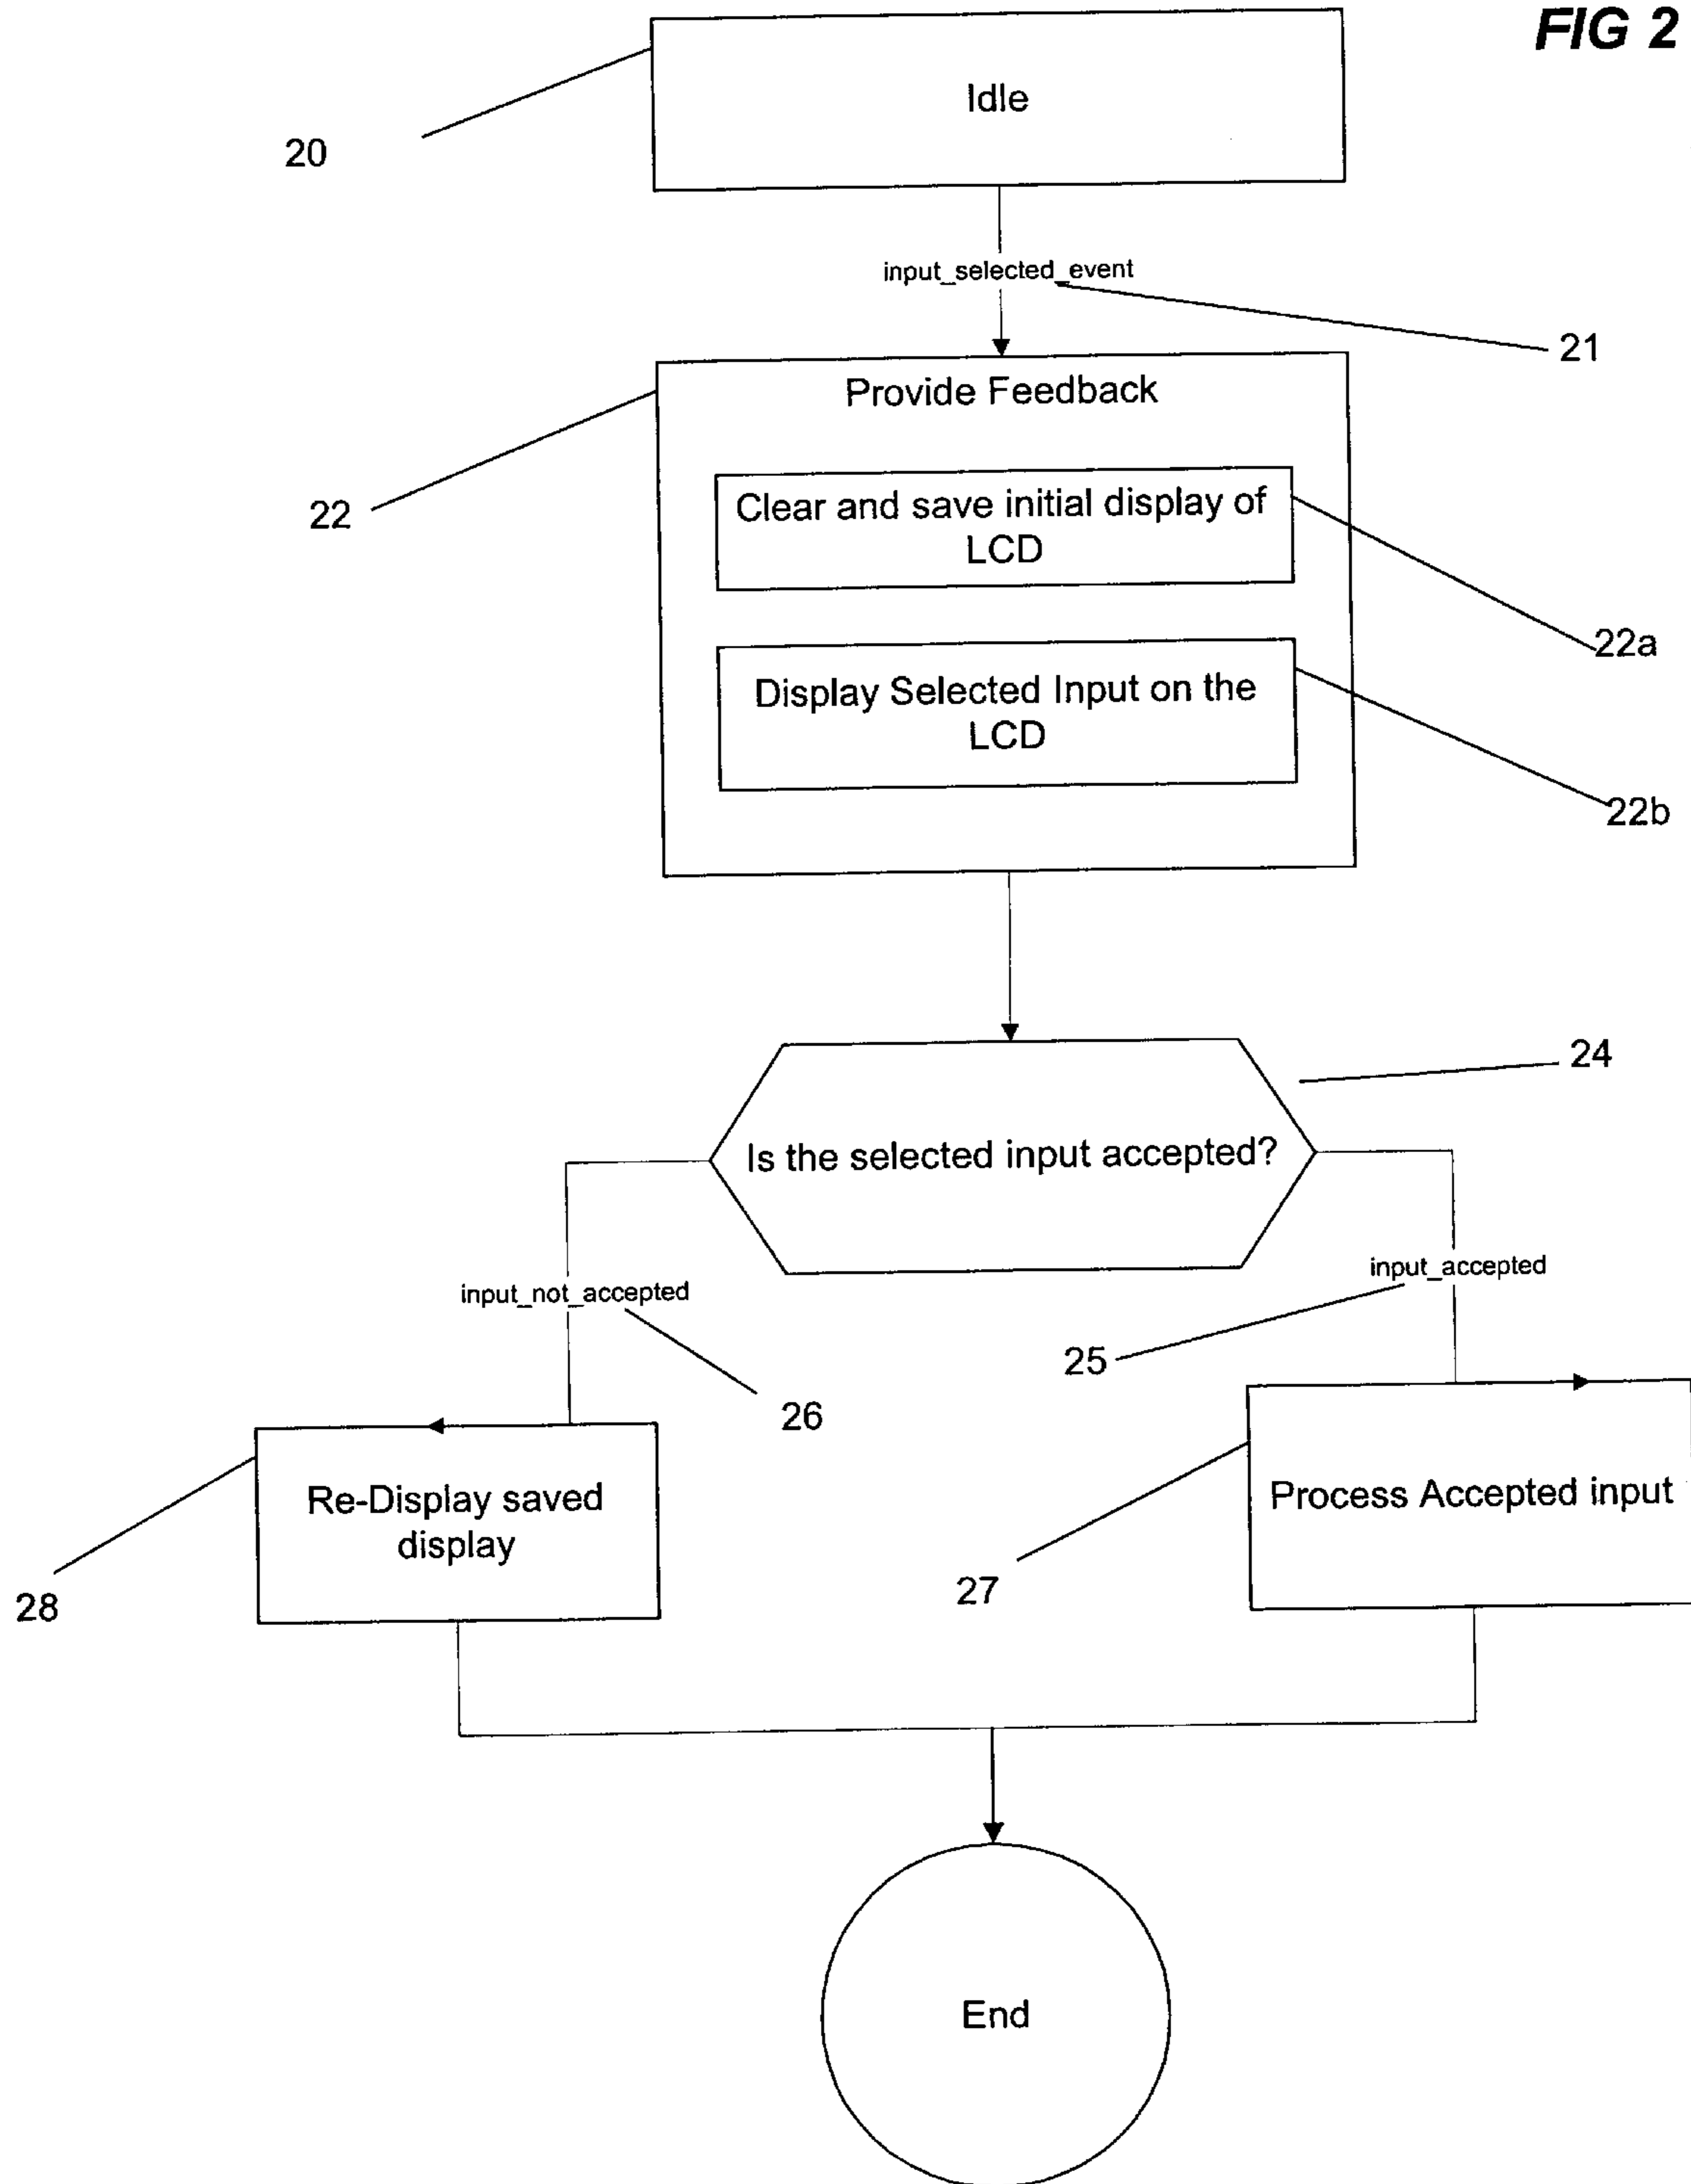 FIG 2
Idle
20
input_selected_event
21
Provide Feedback
22
Clear and save initial display of
LCD
22a
Display Selected Input on the
LCD
22b
24
Is the selected input accepted?
input_not_accepted
input_accepted
25
26
Re-Display saved
display
Process Accepted input
27
28
End